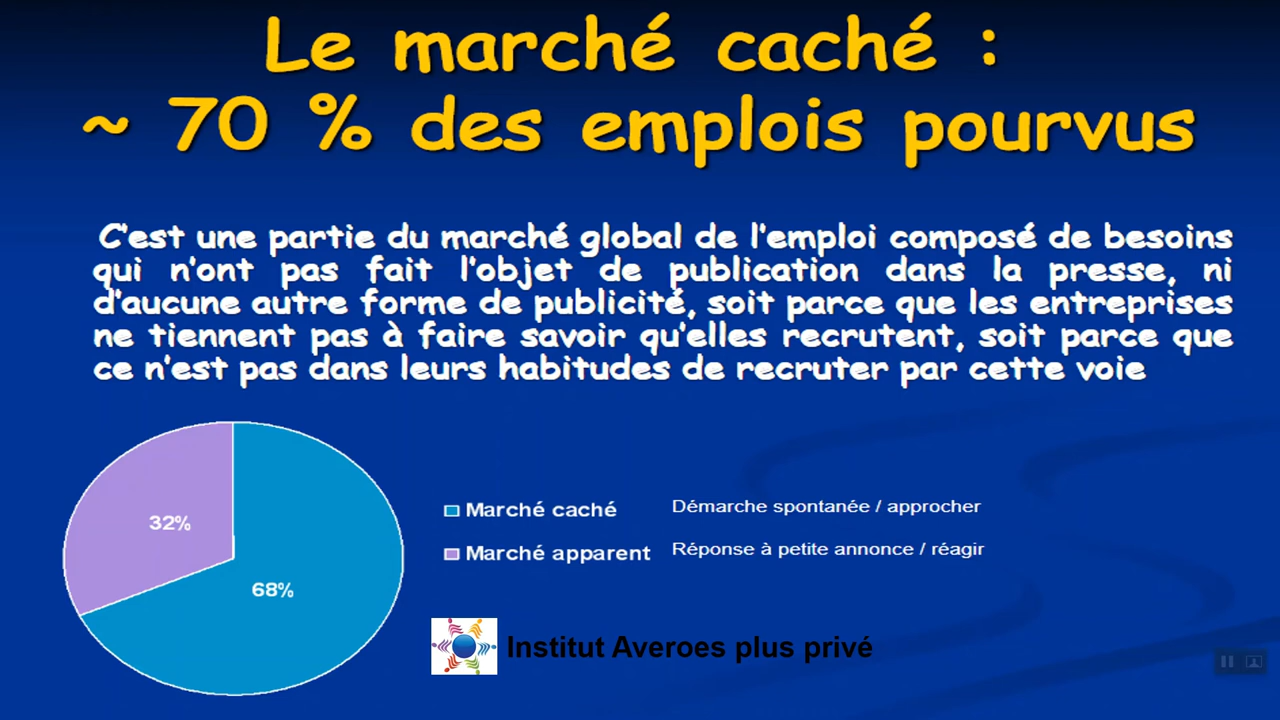 Le marché caché :
~ 70 % des emplois pourvus
C'est une partie du marché global de l'emploi composé de besoins
qui n'ont pas fait l'objet de publication dans la presse, ni
d'aucune autre forme de publicité, soit parce que les entreprises
ne tiennent pas à faire savoir qu'elles recrutent, soit parce que
ce n'est pas dans leurs habitudes de recruter par cette voie
32%
68%
Marché caché Démarche spontanée / approcher
Marché apparent Réponse à petite annonce / réagir
Institut Averoes plus privé